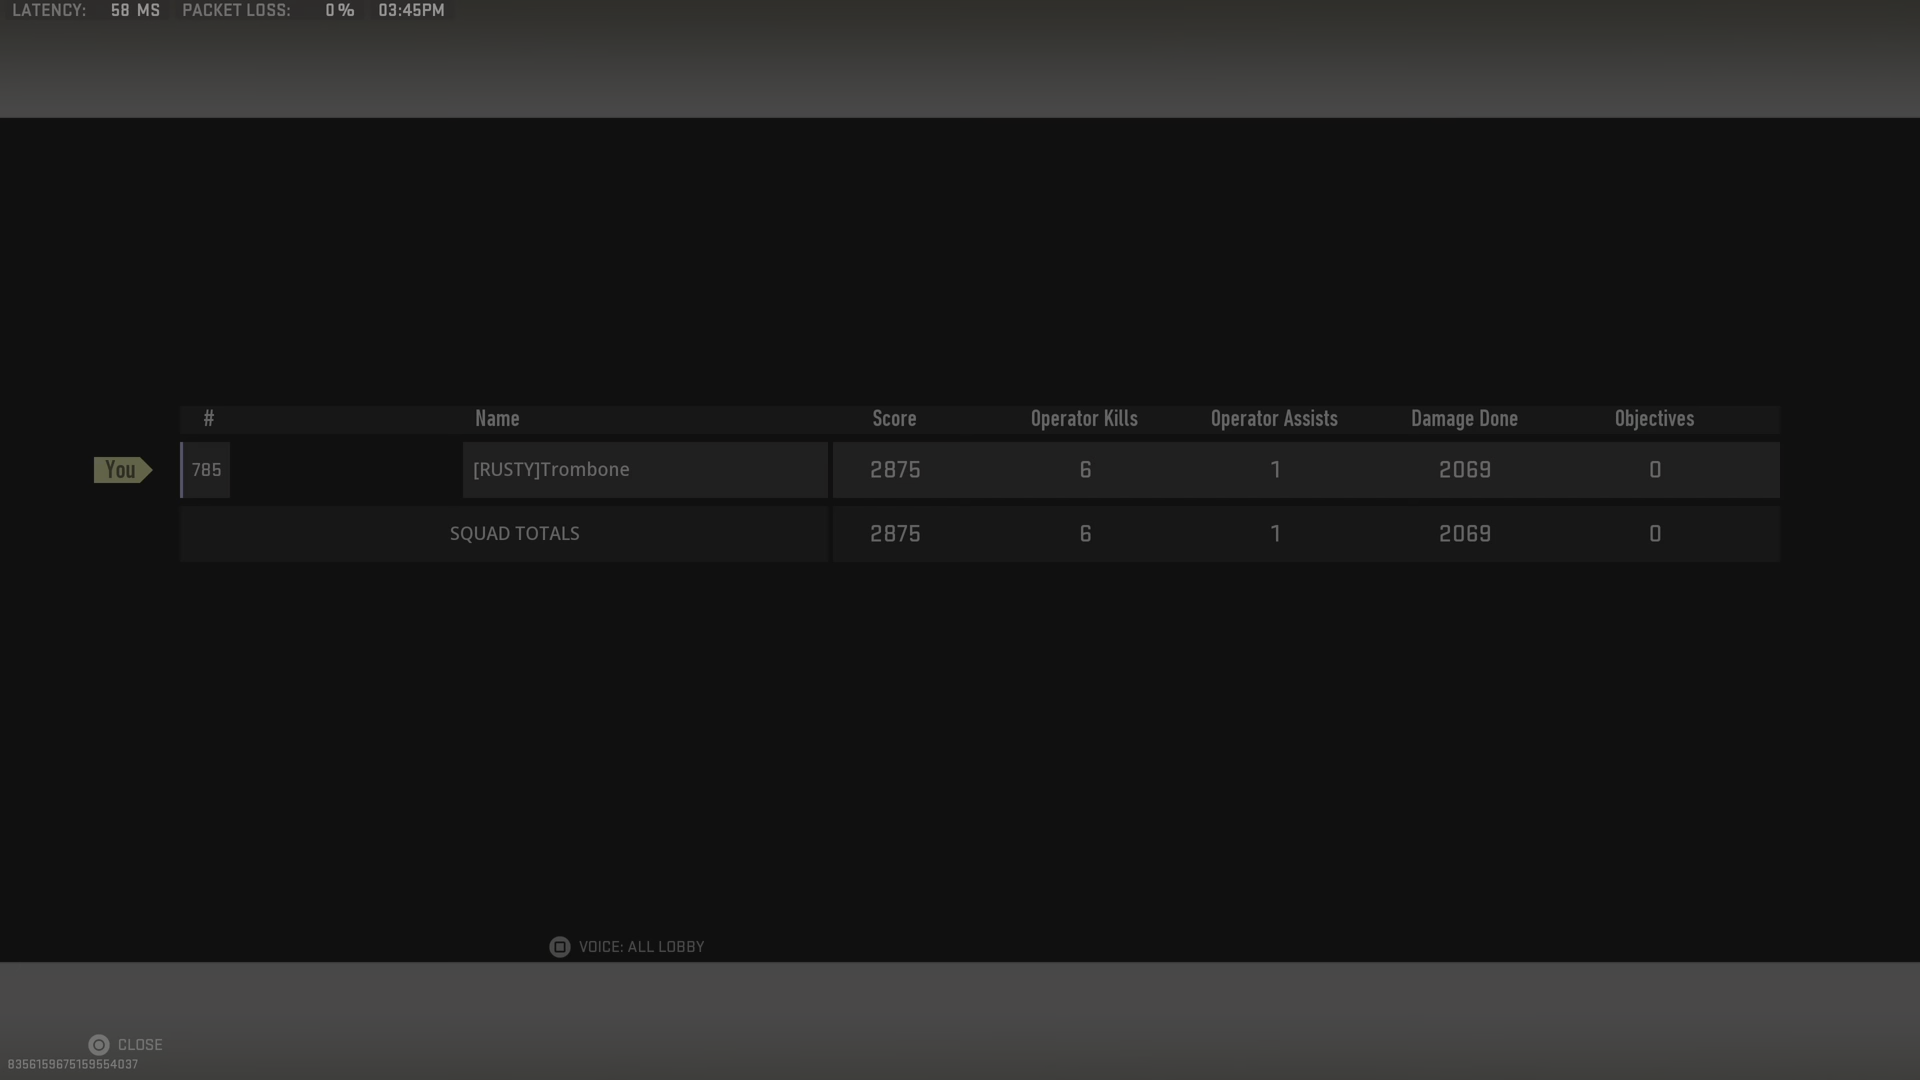 LATENCY: 58 MS PACKET LOSS: 0% 03:45PM
# Name Score Operator Kills Operator Assists Damage Done Objectives
You 785 [RUSTY]Trombone 2875 6 1 2069 0
SQUAD TOTALS 2875 6 1 2069 0
VOICE: ALL LOBBY
CLOSE
8356159675159554037